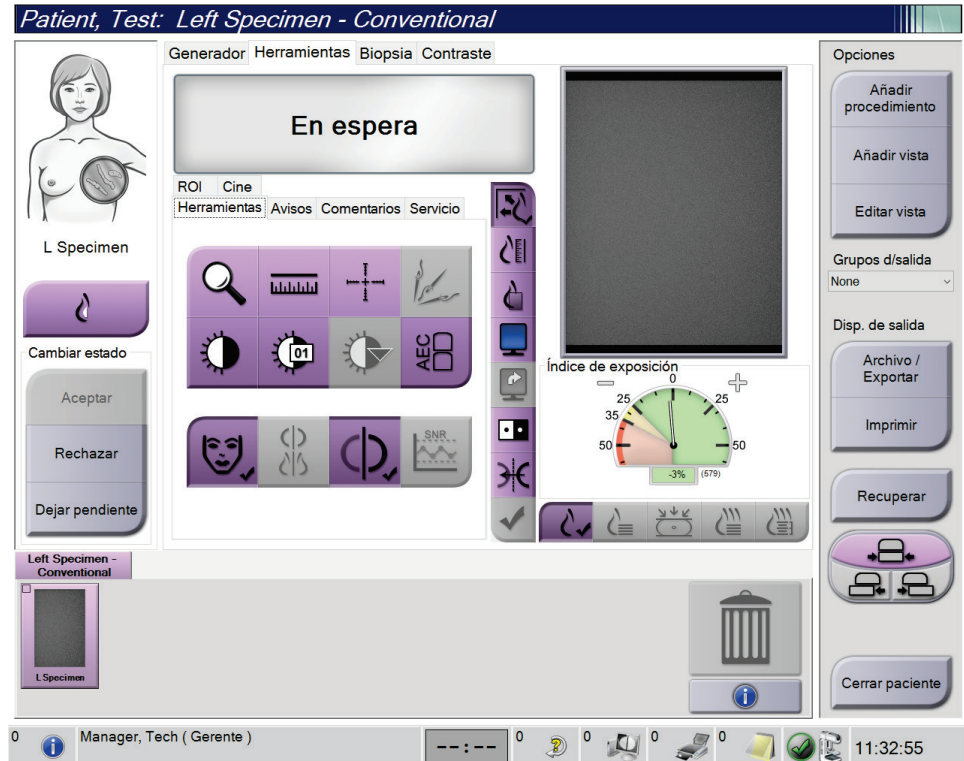 Patient, Test: Left Specimen - Conventional
L Specimen
Cambiar estado
Aceptar
Rechazar
Dejar pendiente
Generador Herramientas Biopsia Contraste
En espera
ROI Cine
Herramientas Avisos Comentarios Servicio
01
AEC
SNR
Índice de exposición
0
25 25
35
50 50
-3% (579)
Opciones
Añadir
procedimiento
Añadir vista
Editar vista
Grupos d/salida
None
Disp. de salida
Archivo /
Exportar
Imprimir
Recuperar
Cerrar paciente
Left Specimen -
Conventional
L Specimen
0 Manager, Tech ( Gerente ) --:-- 0 0 0 0 11:32:55